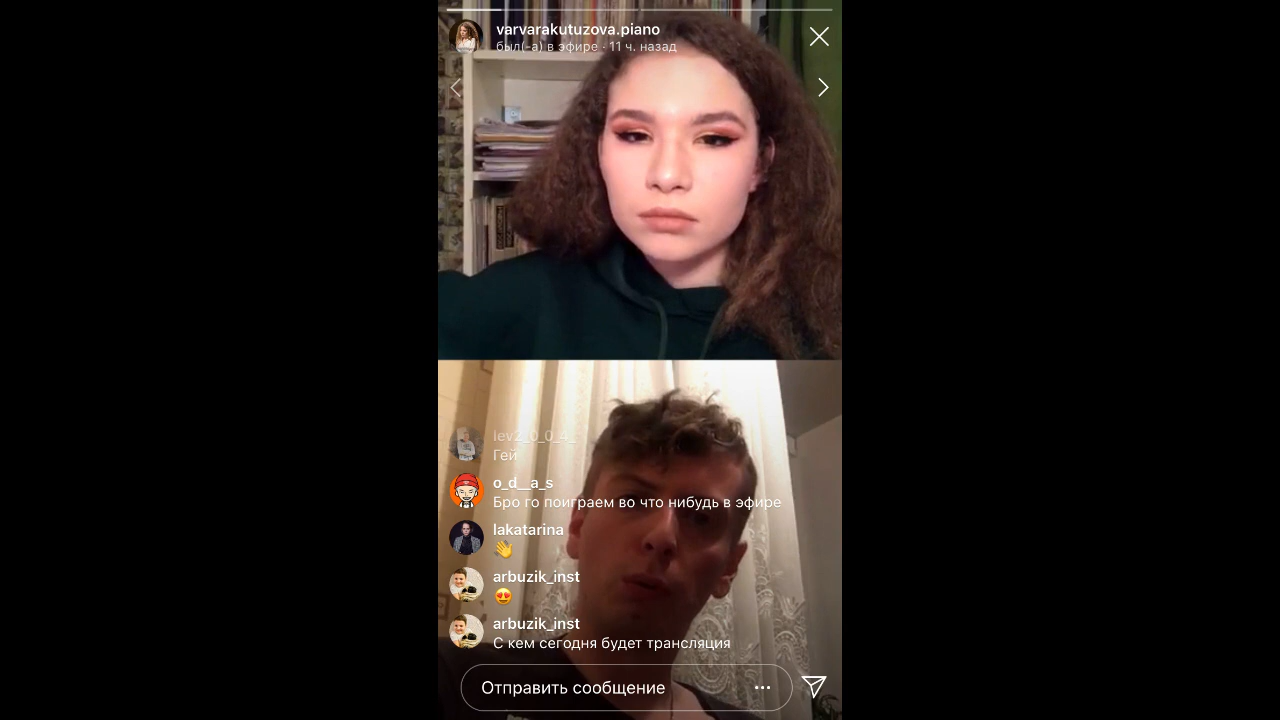 varvarakutuzova.piano
был(-а) в эфире · 11 ч. назад
lev2_0_0_4_
Гей
o_d__a_s
Бро го поиграем во что нибудь в эфире
lakatarina
👋
arbuzik_inst
😍
arbuzik_inst
С кем сегодня будет трансляция
Отправить сообщение